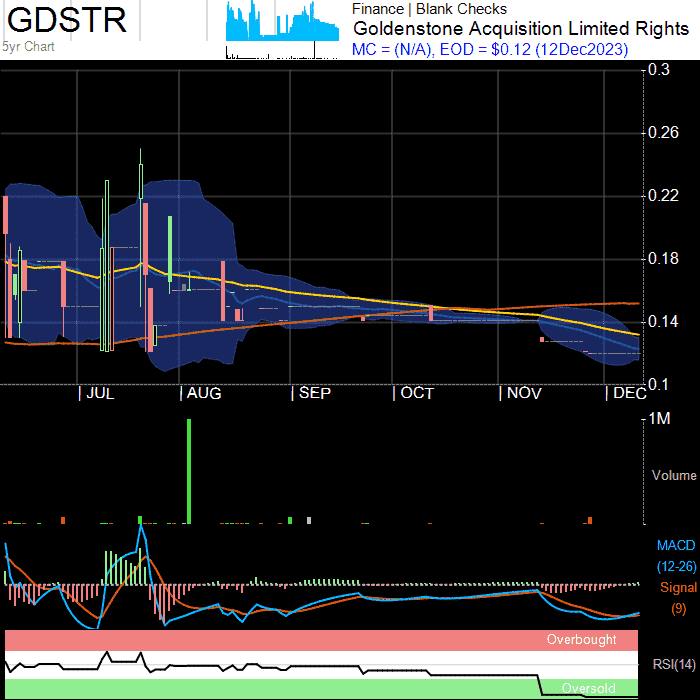 GDSTR
5yr Chart
Finance | Blank Checks
Goldenstone Acquisition Limited Rights
MC = (N/A), EOD = $0.12 (12Dec2023)
0.3
0.26
0.22
0.18
0.14
0.1
| JUL | AUG | SEP | OCT | NOV | DEC
1M
Volume
MACD
(12-26)
Signal
(9)
Overbought
RSI(14)
Oversold